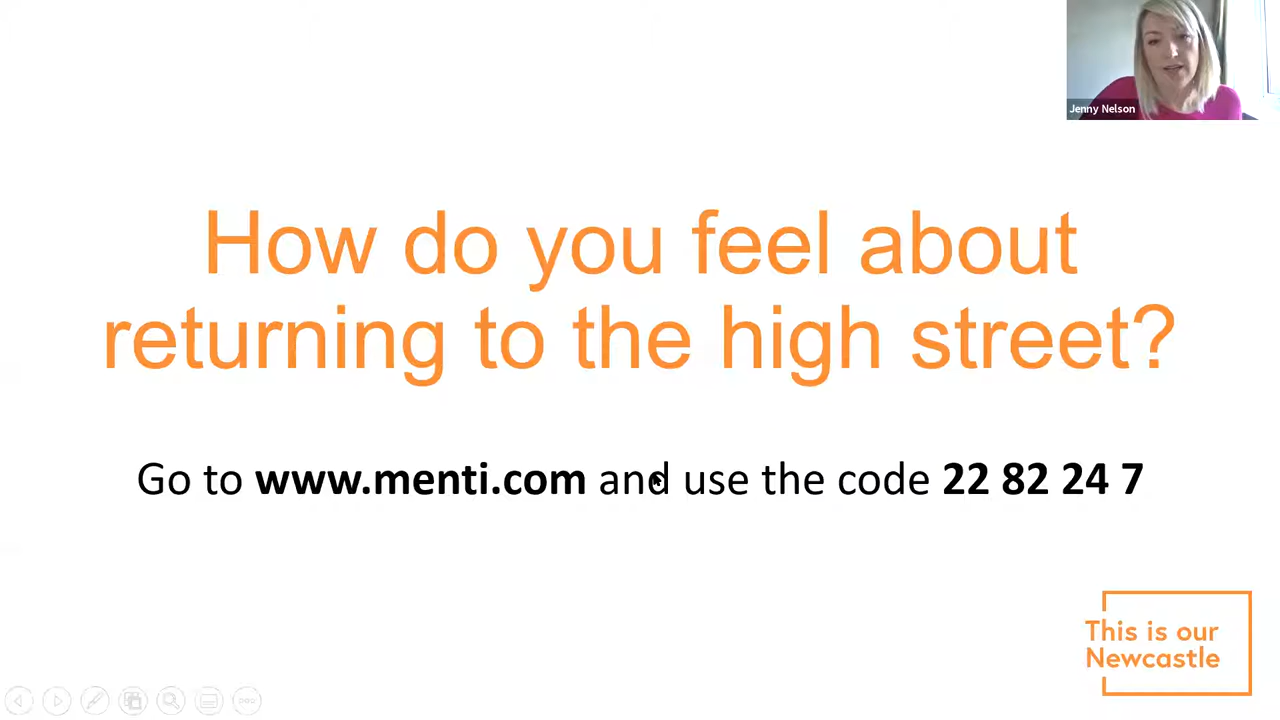 Jenny Nelson
How do you feel about
returning to the high street?
Go to www.menti.com and use the code 22 82 24 7
This is our
Newcastle